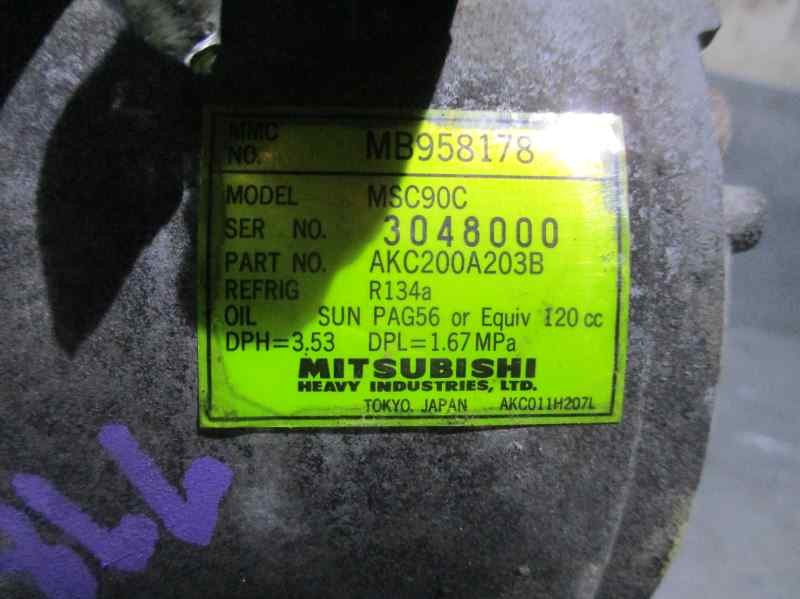 MMC NO. MB958178
MODEL MSC90C
SER NO. 3048000
PART NO. AKC200A203B
REFRIG R134a
OIL SUN PAG56 or Equiv 120 cc
DPH=3.53 DPL=1.67 MPa
MITSUBISHI
HEAVY INDUSTRIES, LTD.
TOKYO. JAPAN AKC011H207L